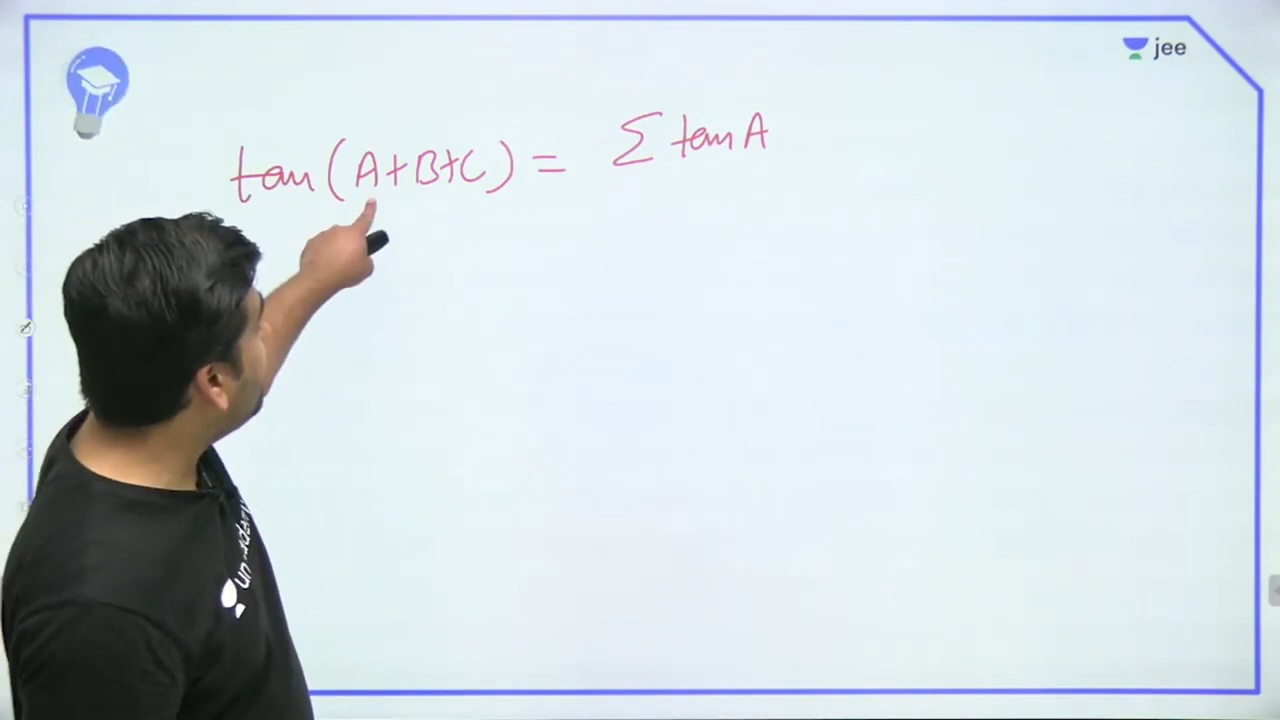 jee
tan (A+B+C) = Σ tan A